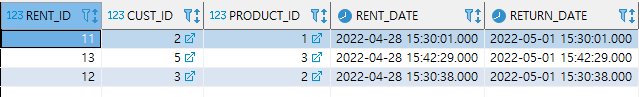 123 RENT_ID 123 CUST_ID 123 PRODUCT_ID RENT_DATE RETURN_DATE
11 2 1 2022-04-28 15:30:01.000 2022-05-01 15:30:01.000
13 5 3 2022-04-28 15:42:29.000 2022-05-01 15:42:29.000
12 3 2 2022-04-28 15:30:38.000 2022-05-01 15:30:38.000